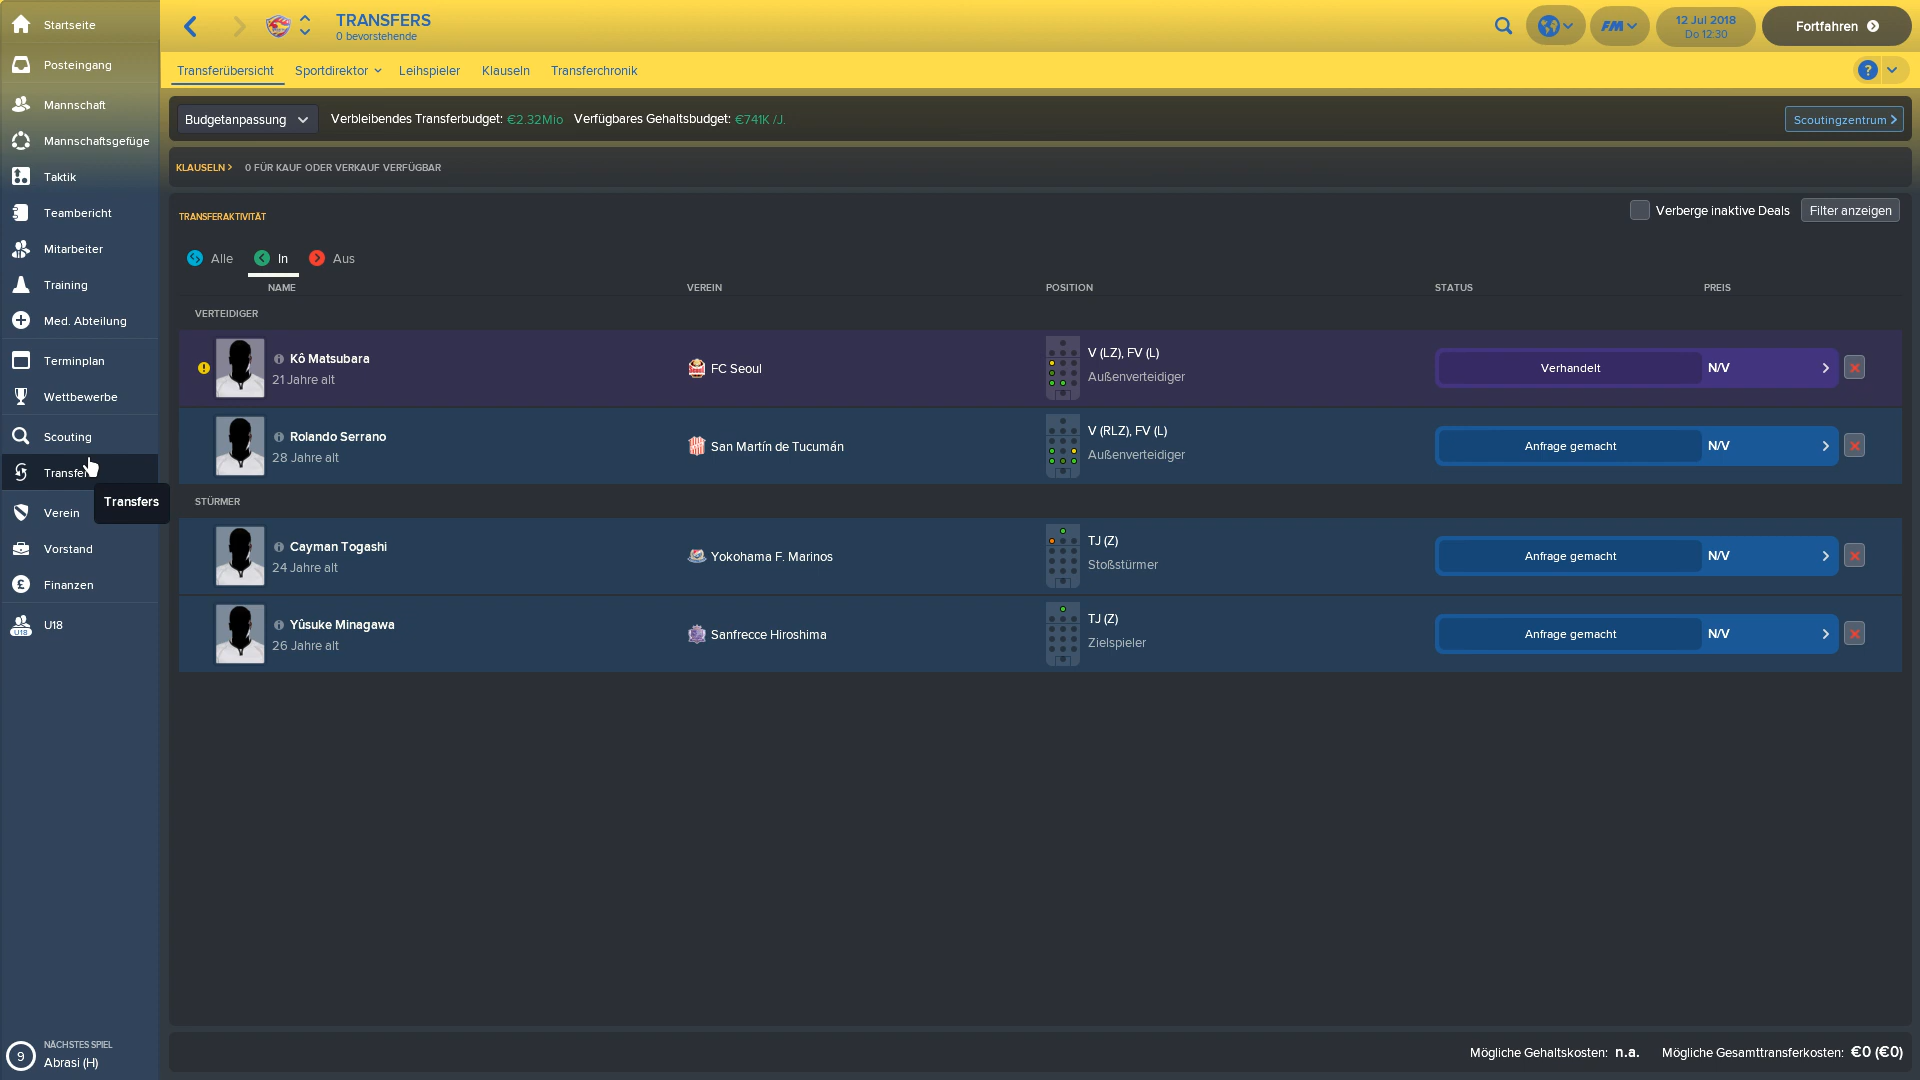 Startseite
Posteingang
Mannschaft
Mannschaftsgefüge
Taktik
Teambericht
Mitarbeiter
Training
Med. Abteilung
Terminplan
Wettbewerbe
Scouting
Transfer
Transfers
Verein
Vorstand
Finanzen
U18
U18
9
NÄCHSTES SPIEL
Abrasi (H)
TRANSFERS
0 bevorstehende
FM
12 Jul 2018
Do 12:30
Fortfahren
Transferübersicht Sportdirektor Leihspieler Klauseln Transferchronik
?
Budgetanpassung Verbleibendes Transferbudget: €2.32Mio Verfügbares Gehaltsbudget: €741K /J. Scoutingzentrum >
KLAUSELN > 0 FÜR KAUF ODER VERKAUF VERFÜGBAR
TRANSFERAKTIVITÄT Verberge inaktive Deals Filter anzeigen
Alle In Aus
NAME VEREIN POSITION STATUS PREIS
VERTEIDIGER
Kô Matsubara
21 Jahre alt
FC Seoul
V (LZ), FV (L)
Außenverteidiger
Verhandelt N/V
Rolando Serrano
28 Jahre alt
San Martín de Tucumán
V (RLZ), FV (L)
Außenverteidiger
Anfrage gemacht N/V
STÜRMER
Cayman Togashi
24 Jahre alt
Yokohama F. Marinos
TJ (Z)
Stoßstürmer
Anfrage gemacht N/V
Yûsuke Minagawa
26 Jahre alt
Sanfrecce Hiroshima
TJ (Z)
Zielspieler
Anfrage gemacht N/V
Mögliche Gehaltskosten: n.a. Mögliche Gesamttransferkosten: €0 (€0)